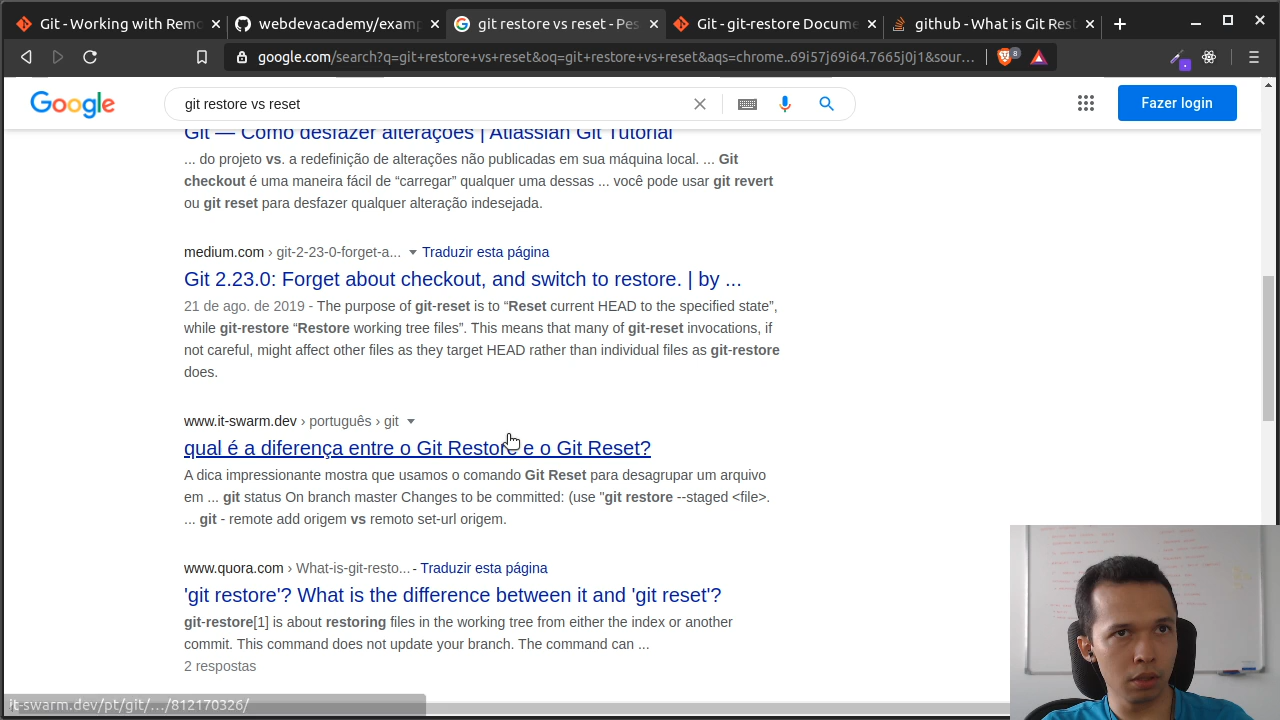 Git - Working with Remo
webdevacademy/examp
git restore vs reset - Pes
Git - git-restore Docume
github - What is Git Rest
google.com/search?q=git+restore+vs+reset&oq=git+restore+vs+reset&aqs=chrome..69i57j69i64.7665j0j1&sour...
8
Google
git restore vs reset
Fazer login
Git — Como desfazer alterações | Atlassian Git Tutorial
... do projeto vs. a redefinição de alterações não publicadas em sua máquina local. ... Git
checkout é uma maneira fácil de “carregar” qualquer uma dessas ... você pode usar git revert
ou git reset para desfazer qualquer alteração indesejada.
medium.com › git-2-23-0-forget-a... Traduzir esta página
Git 2.23.0: Forget about checkout, and switch to restore. | by ...
21 de ago. de 2019 - The purpose of git-reset is to “Reset current HEAD to the specified state”,
while git-restore “Restore working tree files”. This means that many of git-reset invocations, if
not careful, might affect other files as they target HEAD rather than individual files as git-restore
does.
www.it-swarm.dev › português › git
qual é a diferença entre o Git Restore e o Git Reset?
A dica impressionante mostra que usamos o comando Git Reset para desagrupar um arquivo
em ... git status On branch master Changes to be committed: (use "git restore --staged <file>.
... git - remote add origem vs remoto set-url origem.
www.quora.com › What-is-git-resto... - Traduzir esta página
'git restore'? What is the difference between it and 'git reset'?
git-restore[1] is about restoring files in the working tree from either the index or another
commit. This command does not update your branch. The command can ...
2 respostas
it-swarm.dev/pt/git/.../812170326/